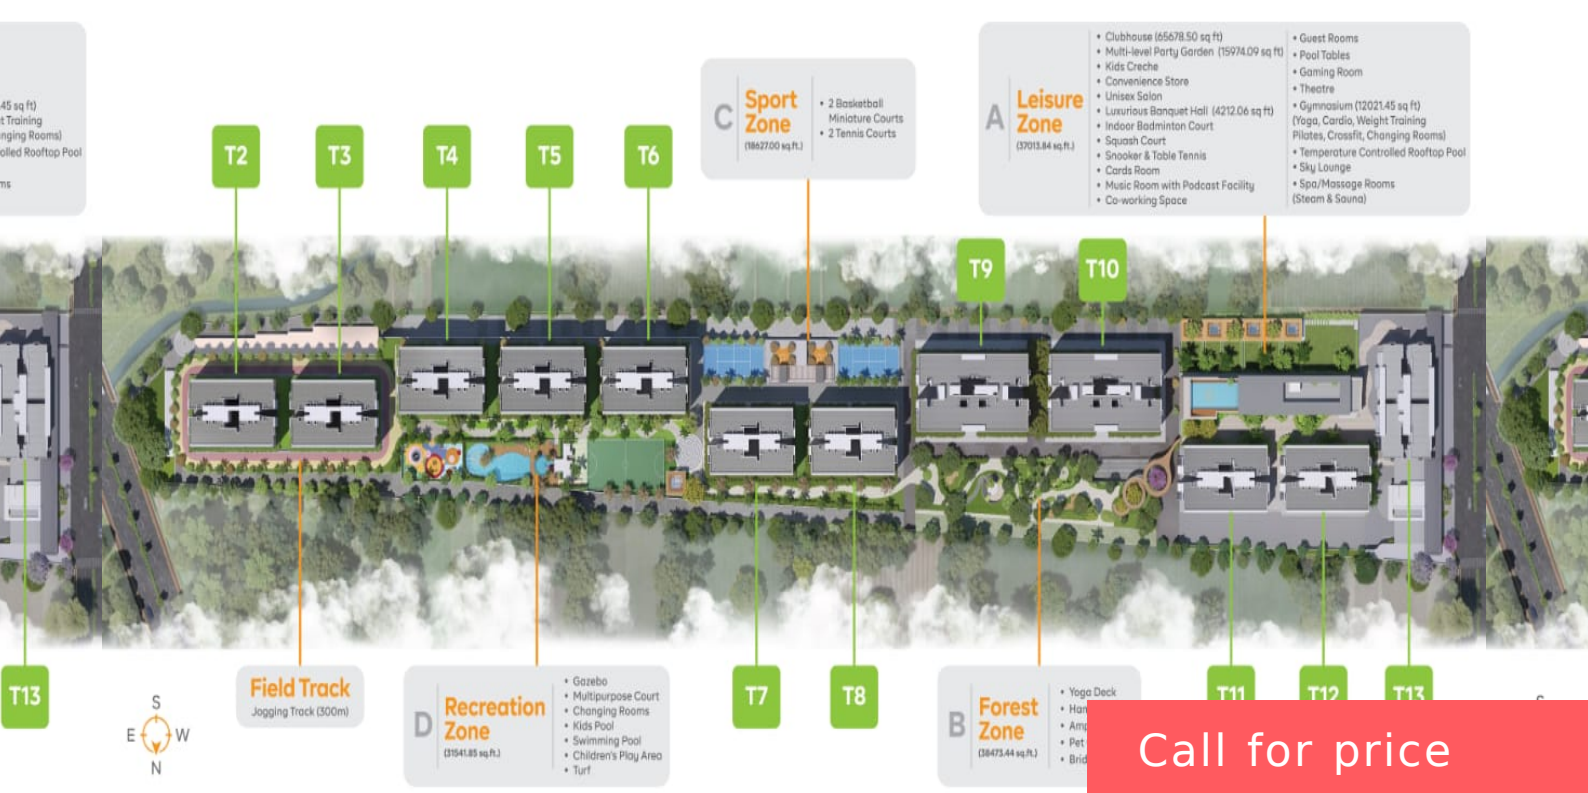 .45 sq ft)
t Training
nging Rooms)
olled Rooftop Pool
ms
T2
T3
T4
T5
T6
C
Sport
Zone
(18627.00 sq.ft.)
• 2 Basketball
Miniature Courts
• 2 Tennis Courts
A
Leisure
Zone
(37013.84 sq.ft.)
• Clubhouse (65678.50 sq ft)
• Multi-level Party Garden (15974.09 sq ft)
• Kids Creche
• Convenience Store
• Unisex Salon
• Luxurious Banquet Hall (4212.06 sq ft)
• Indoor Badminton Court
• Squash Court
• Snooker & Table Tennis
• Cards Room
• Music Room with Podcast Facility
• Co-working Space
• Guest Rooms
• Pool Tables
• Gaming Room
• Theatre
• Gymnasium (12021.45 sq ft)
(Yoga, Cardio, Weight Training
Pilates, Crossfit, Changing Rooms)
• Temperature Controlled Rooftop Pool
• Sky Lounge
• Spa/Massage Rooms
(Steam & Sauna)
T9
T10
T13
S
E W
N
Field Track
Jogging Track (300m)
D
Recreation
Zone
(31541.85 sq.ft.)
• Gazebo
• Multipurpose Court
• Changing Rooms
• Kids Pool
• Swimming Pool
• Children's Play Area
• Turf
T7
T8
B
Forest
Zone
(38473.44 sq.ft.)
• Yoga Deck
• Ham
• Amp
• Pet
• Brid
T11
T12
T13
Call for price